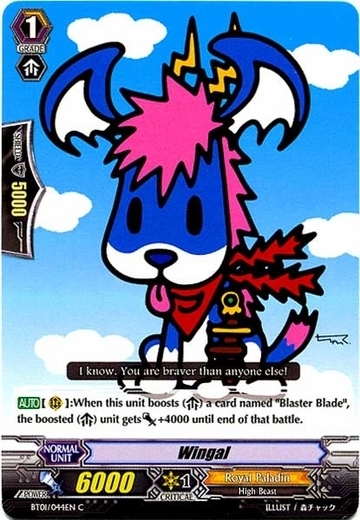 1
GRADE
SHIELD
5000
I know. You are braver than anyone else!
AUTO [ ]:When this unit boosts ( ) a card named "Blaster Blade",
the boosted ( ) unit gets +4000 until end of that battle.
NORMAL
UNIT
Wingal
POWER
6000
1
CRITICAL
Royal Paladin
High Beast
BT01/044EN C
ILLUST / 森チャック